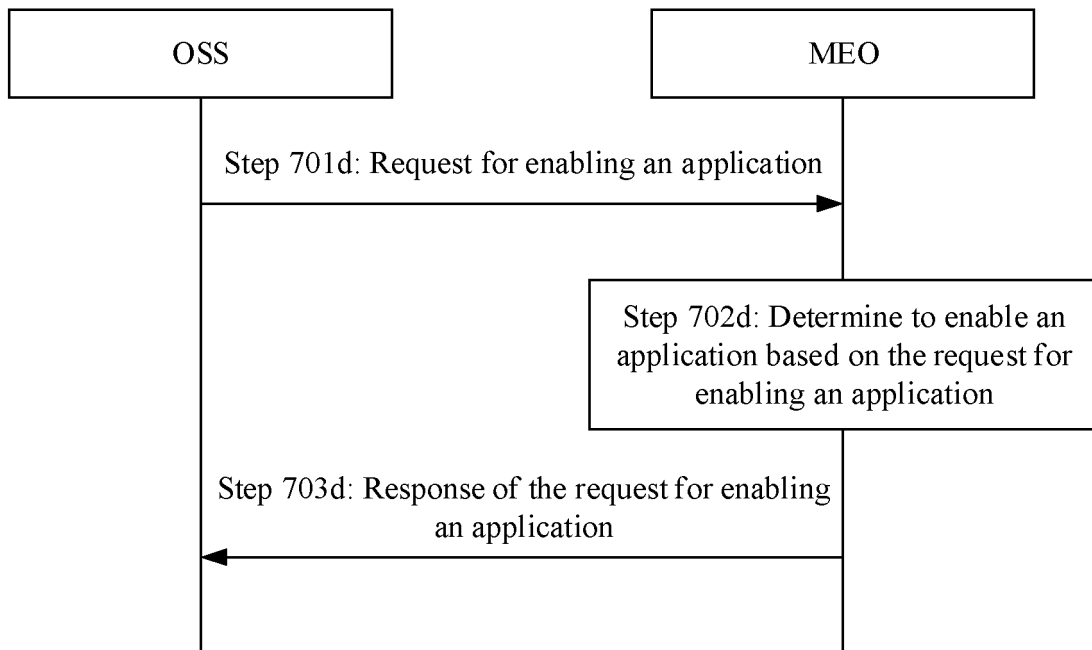 OSS
MEO
Step 701d: Request for enabling an application
Step 702d: Determine to enable an
application based on the request for
enabling an application
Step 703d: Response of the request for enabling
an application